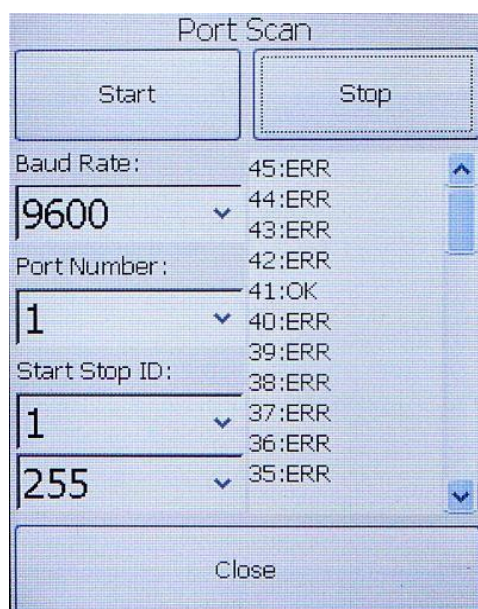 Port Scan
Start
Stop
Baud Rate:
9600
Port Number:
1
Start Stop ID:
1
255
45:ERR
44:ERR
43:ERR
42:ERR
41:OK
40:ERR
39:ERR
38:ERR
37:ERR
36:ERR
35:ERR
Close